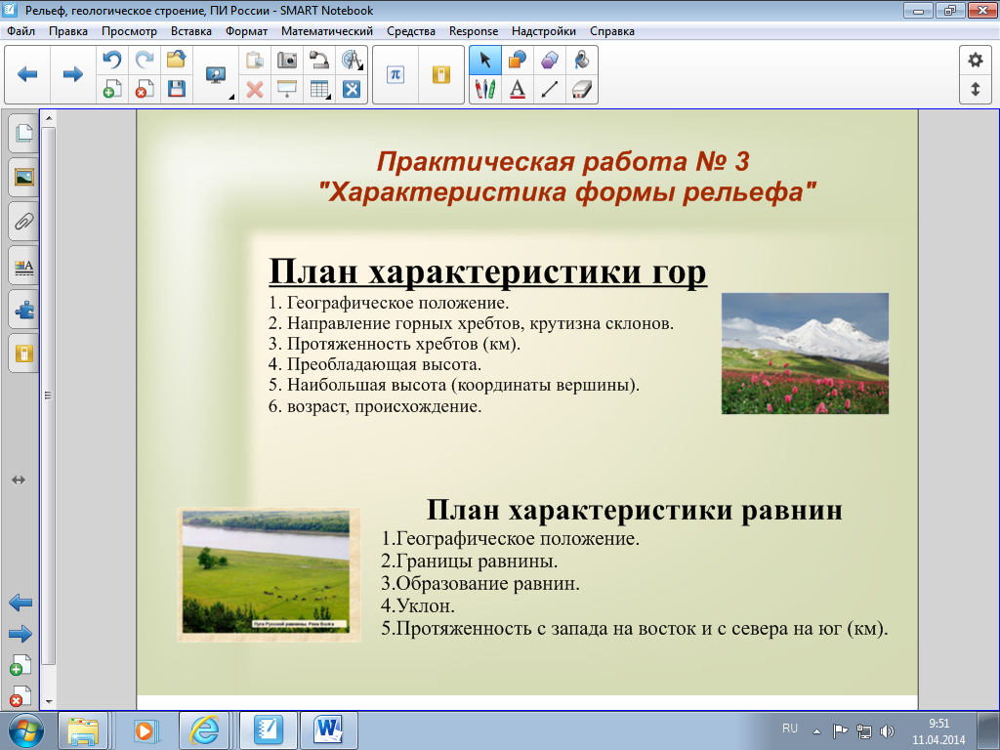 Рельеф, геологическое строение, ПИ России - SMART Notebook
Файл Правка Просмотр Вставка Формат Математический Средства Response Надстройки Справка
π
A
A
Практическая работа № 3
"Характеристика формы рельефа"
План характеристики гор
1. Географическое положение.
2. Направление горных хребтов, крутизна склонов.
3. Протяженность хребтов (км).
4. Преобладающая высота.
5. Наибольшая высота (координаты вершины).
6. возраст, происхождение.
План характеристики равнин
1.Географическое положение.
2.Границы равнины.
3.Образование равнин.
4.Уклон.
5.Протяженность с запада на восток и с севера на юг (км).
Луга Русской равнины. Река Волга
RU
9:51
11.04.2014